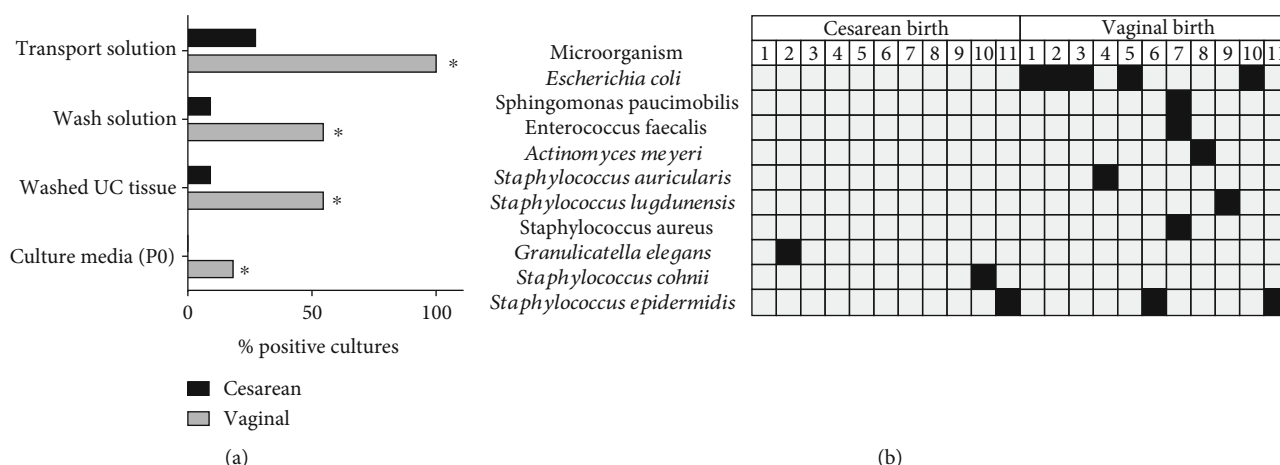 Transport solution
*
Wash solution
*
Washed UC tissue
*
Culture media (P0)
*
0 50 100
% positive cultures
Cesarean
Vaginal
(a)
Cesarean birth Vaginal birth
Microorganism 1 2 3 4 5 6 7 8 9 10 11 1 2 3 4 5 6 7 8 9 10 11
Escherichia coli
Sphingomonas paucimobilis
Enterococcus faecalis
Actinomyces meyeri
Staphylococcus auricularis
Staphylococcus lugdunensis
Staphylococcus aureus
Granulicatella elegans
Staphylococcus cohnii
Staphylococcus epidermidis
(b)